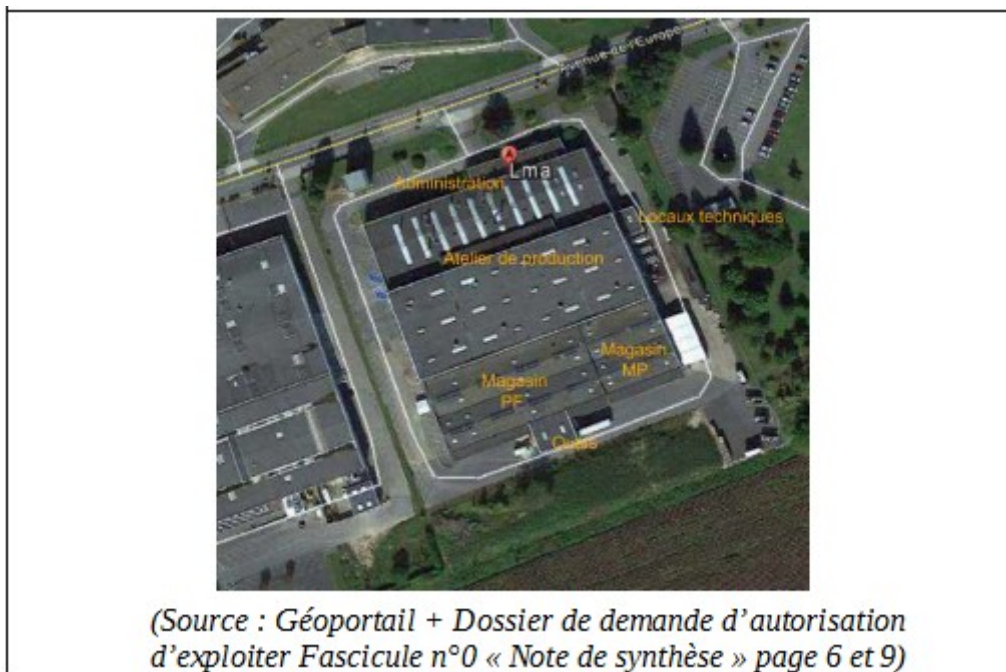 Avenue de l'Europe
Lma
Administration
Locaux techniques
Atelier de production
Magasin
MP
Magasin
PF
(Source : Géoportail + Dossier de demande d'autorisation
d'exploiter Fascicule n°0 « Note de synthèse » page 6 et 9)